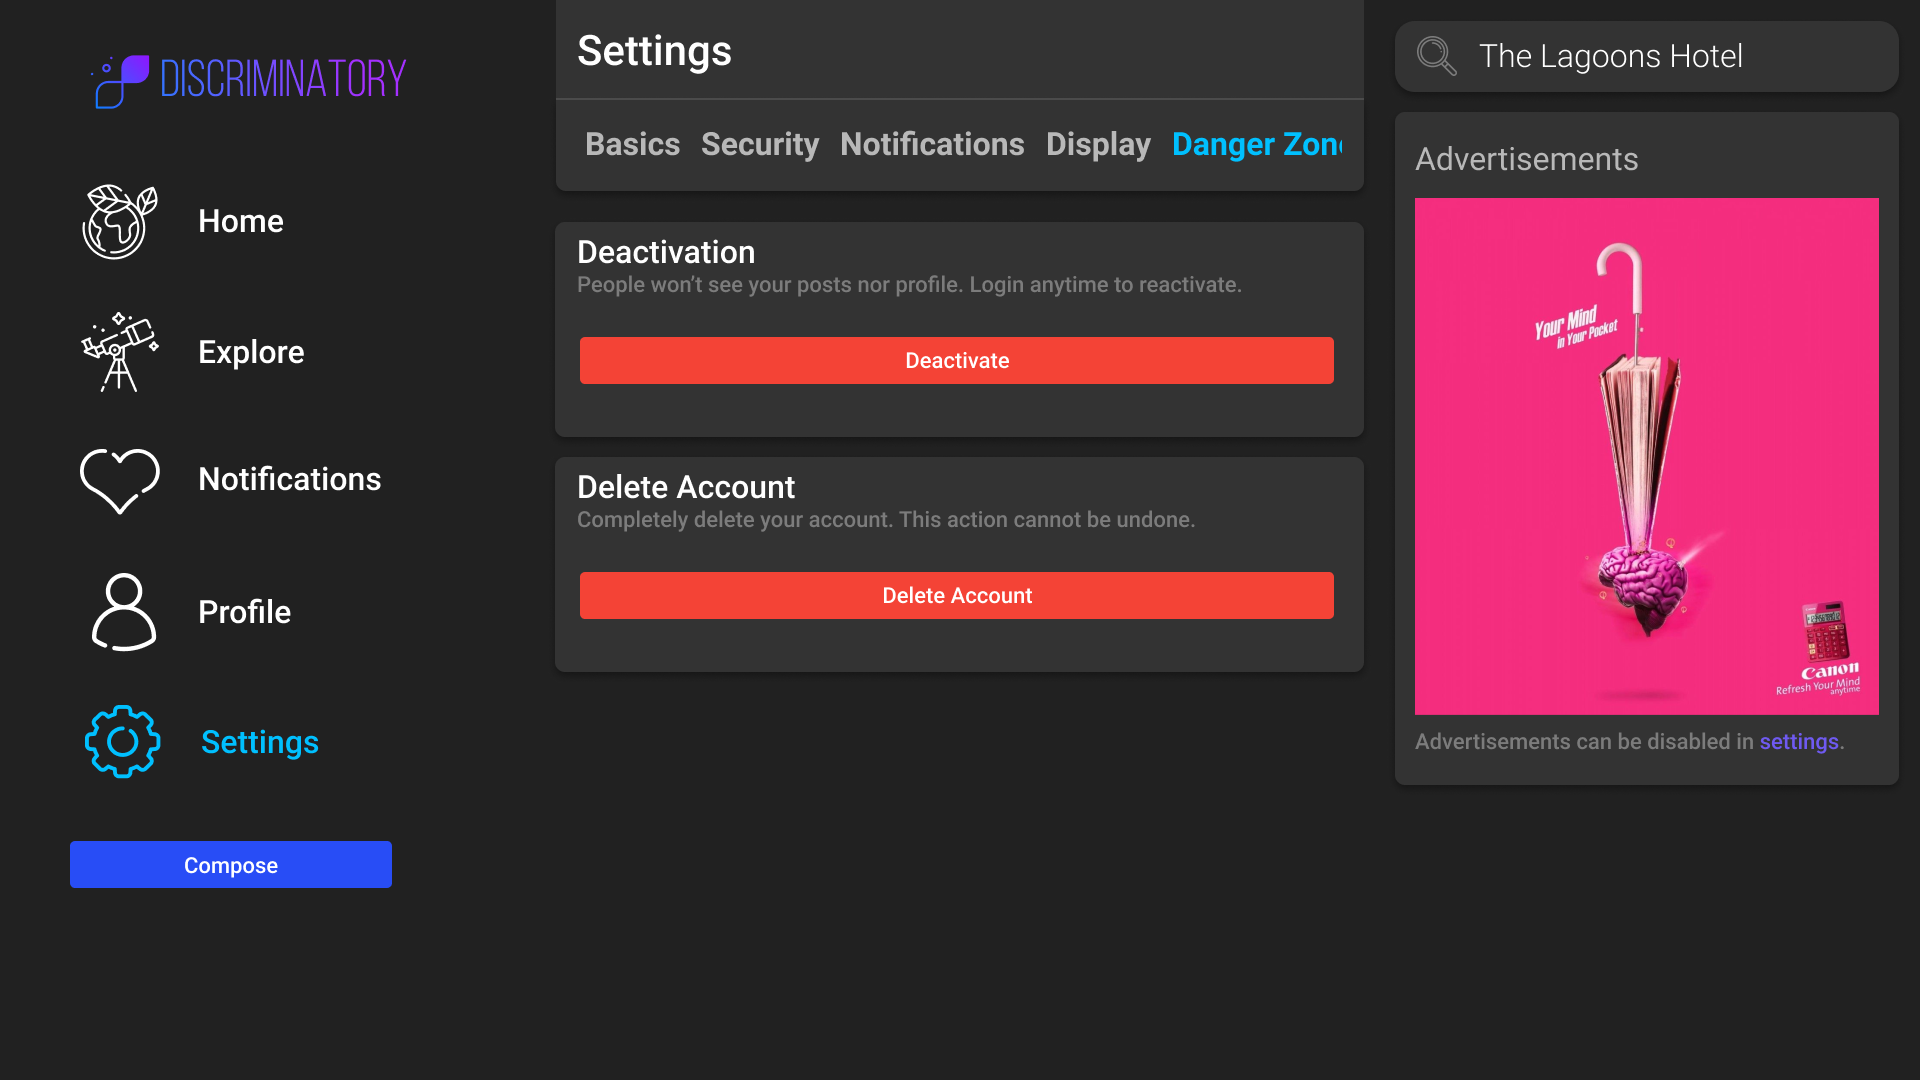 DISCRIMINATORY
Home
Explore
Notifications
Profile
Settings
Compose
Settings
Basics Security Notifications Display Danger Zone
Deactivation
People won’t see your posts nor profile. Login anytime to reactivate.
Deactivate
Delete Account
Completely delete your account. This action cannot be undone.
Delete Account
The Lagoons Hotel
Advertisements
Your Mind
in Your Pocket
Canon
Refresh Your Mind
anytime
Advertisements can be disabled in settings.